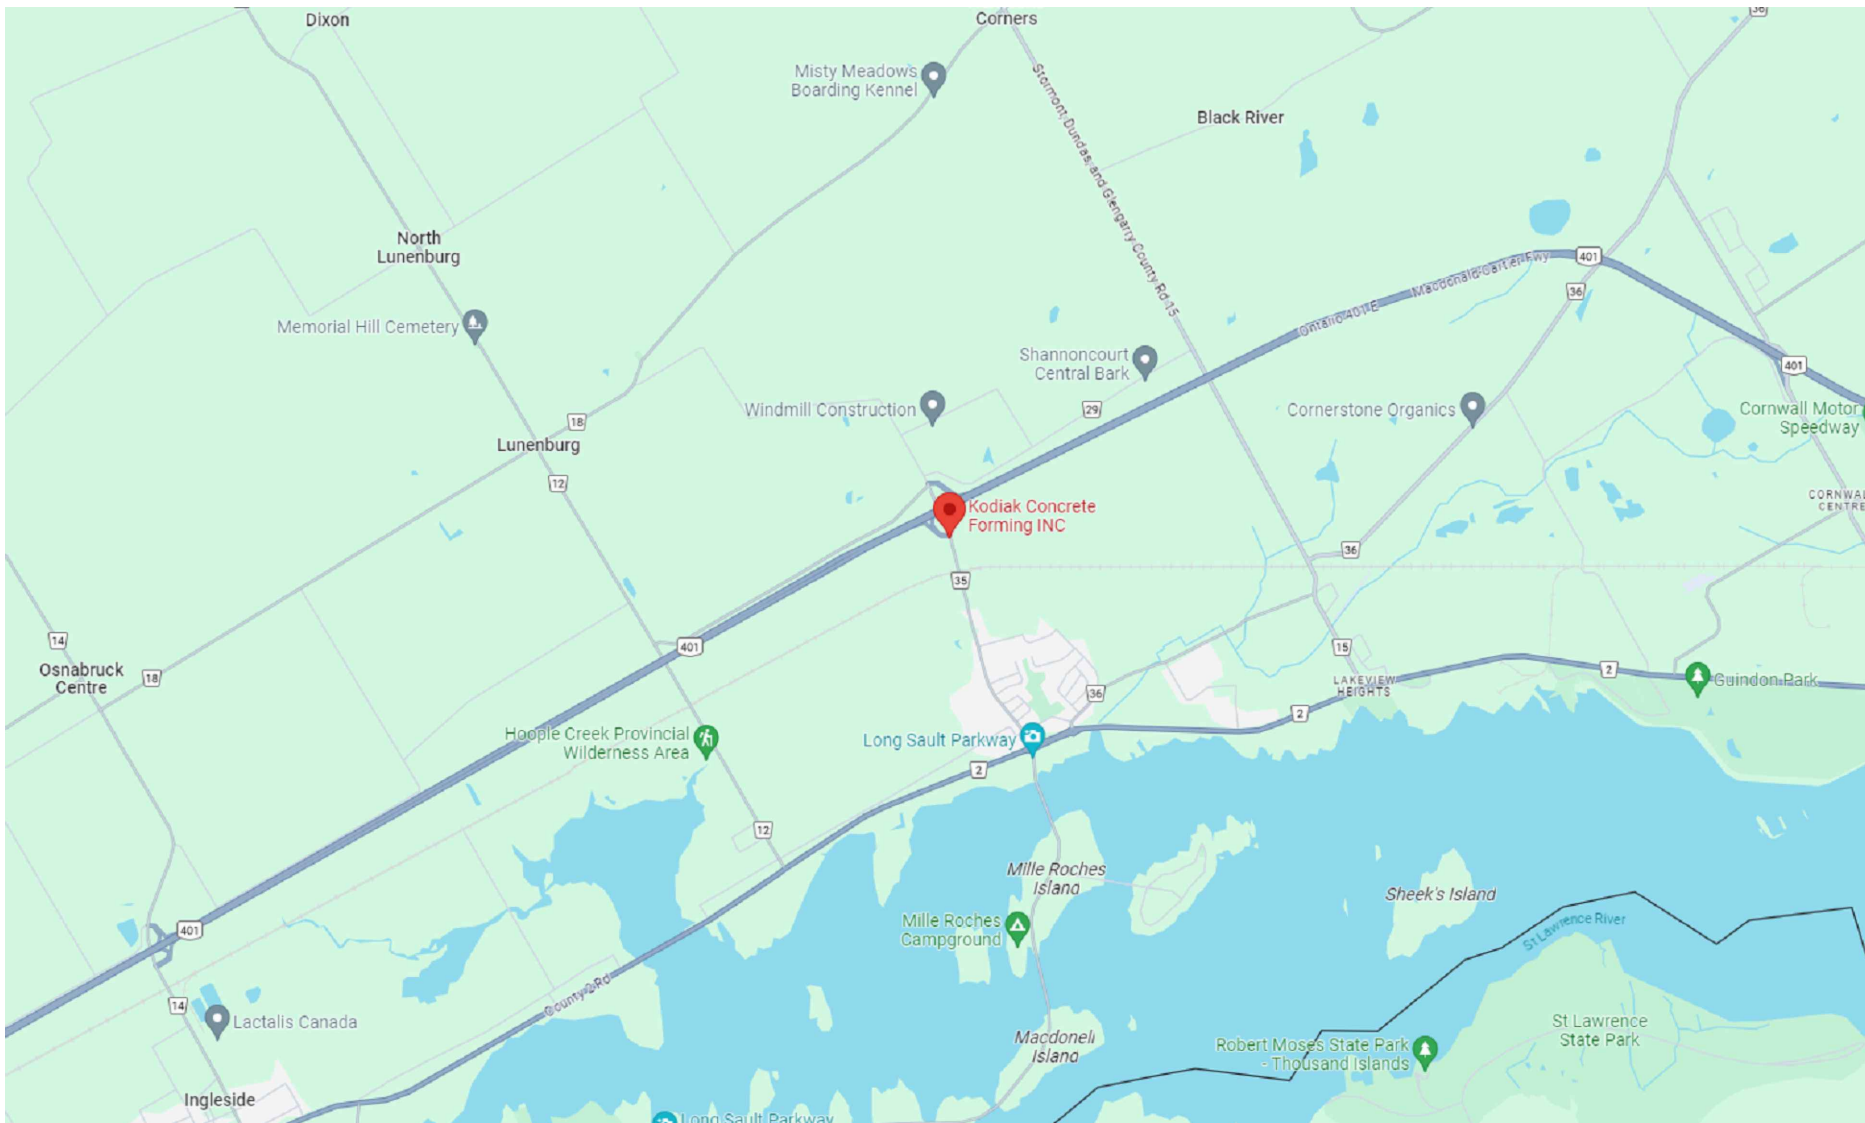 Dixon
Corners
36
Misty Meadows
Boarding Kennel
Stormont, Dundas, and Glengarry County Rd 15
Black River
North
Lunenburg
Macdonald-Cartier Fwy
401
36
Ontario 401 E
Memorial Hill Cemetery
Shannoncourt
Central Bark
401
Windmill Construction
29
Cornerstone Organics
Cornwall Motor
Speedway
18
Lunenburg
12
CORNWAL
CENTRE
Kodiak Concrete
Forming INC
36
35
14
401
15
Osnabruck
Centre
18
LAKEVIEW
HEIGHTS
2
Guindon Park
36
2
Hoople Creek Provincial
Wilderness Area
Long Sault Parkway
2
12
Mille Roches
Island
Sheek's Island
Mille Roches
Campground
St Lawrence River
401
County 2 Rd
14
Lactalis Canada
Macdonell
Island
St Lawrence
State Park
Robert Moses State Park
- Thousand Islands
Ingleside
Long Sault Parkway